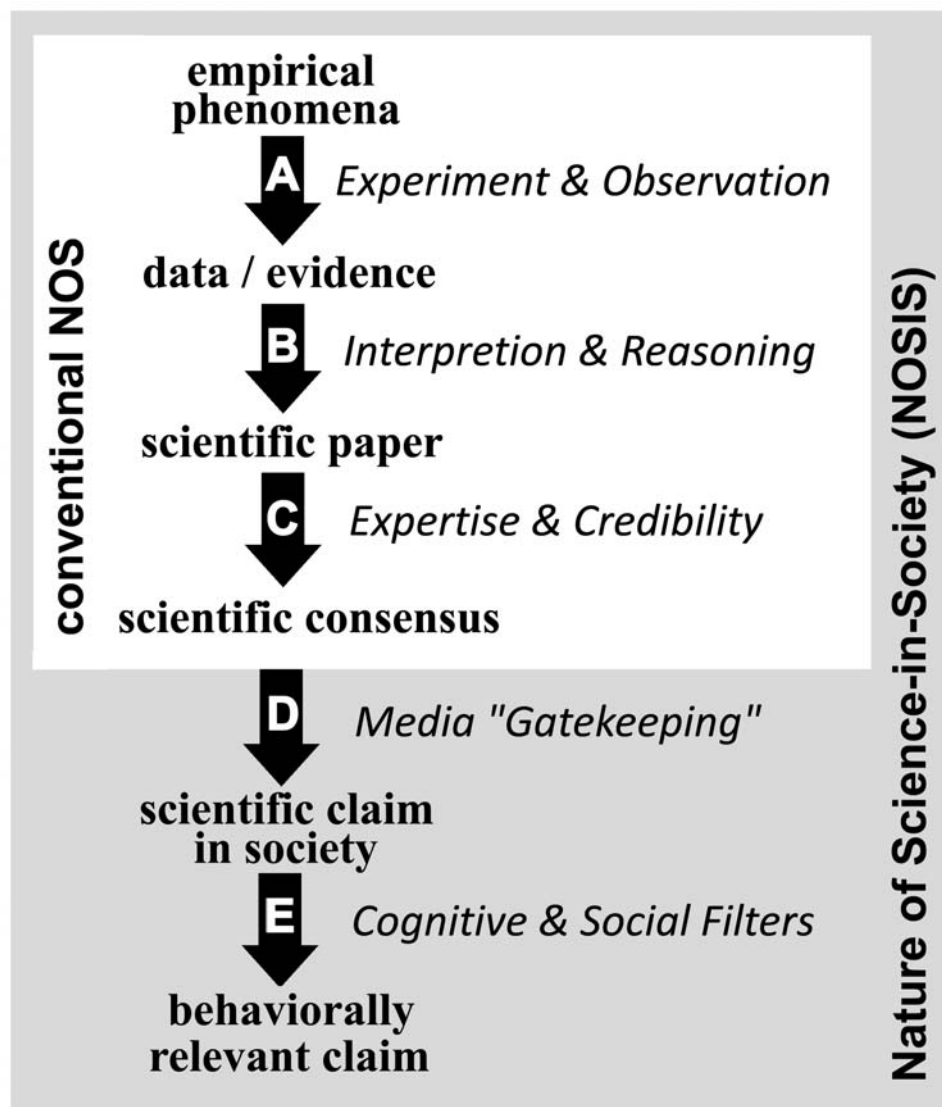 empirical
phenomena
A
Experiment & Observation
data / evidence
B
Interpretion & Reasoning
scientific paper
C
Expertise & Credibility
scientific consensus
conventional NOS
D
Media "Gatekeeping"
scientific claim
in society
E
Cognitive & Social Filters
behaviorally
relevant claim
Nature of Science-in-Society (NOSIS)